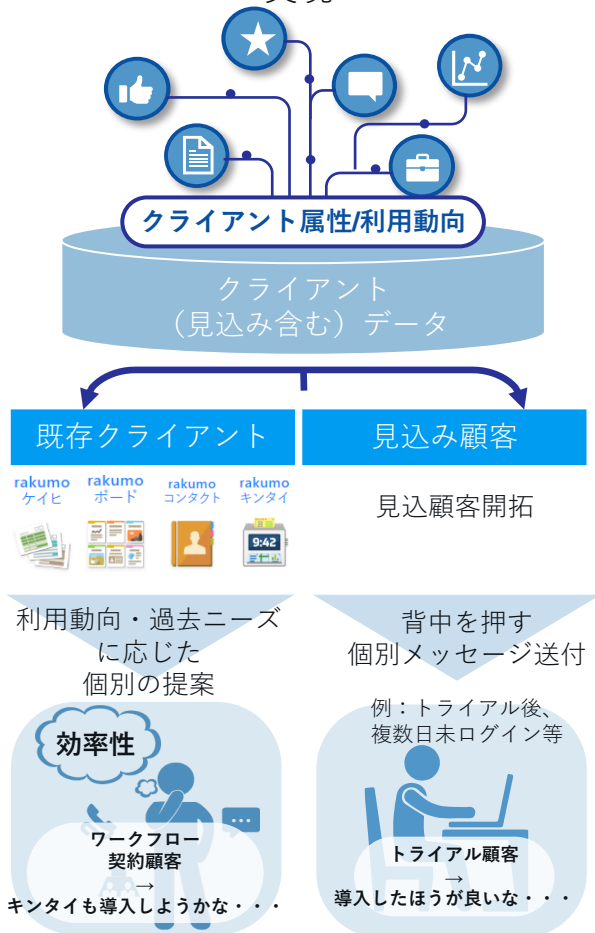 クライアント属性/利用動向
クライアント
（見込み含む）データ
既存クライアント
見込み顧客
rakumo
ケイヒ
rakumo
ボード
rakumo
コンタクト
rakumo
キンタイ
9:42
見込顧客開拓
利用動向・過去ニーズ
に応じた
個別の提案
背中を押す
個別メッセージ送付
例：トライアル後、
複数日未ログイン等
効率性
ワークフロー
契約顧客
→
キンタイも導入しようかな・・・
トライアル顧客
→
導入したほうが良いな・・・